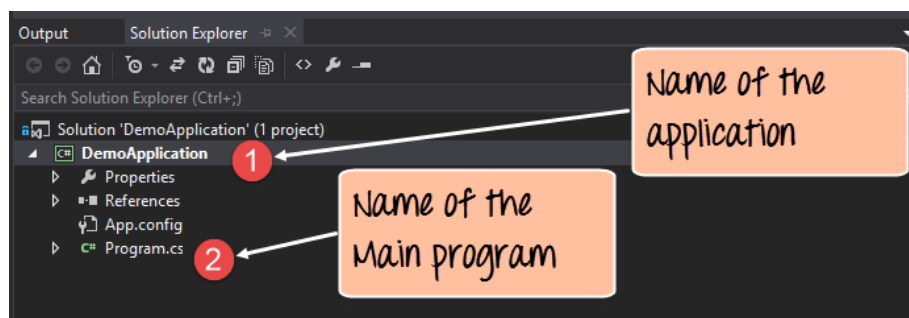 Output Solution Explorer
Search Solution Explorer (Ctrl+;)
Name of the
application
Solution 'DemoApplication' (1 project)
C# DemoApplication
1
Properties
References
App.config
C# Program.cs
2
Name of the
Main program